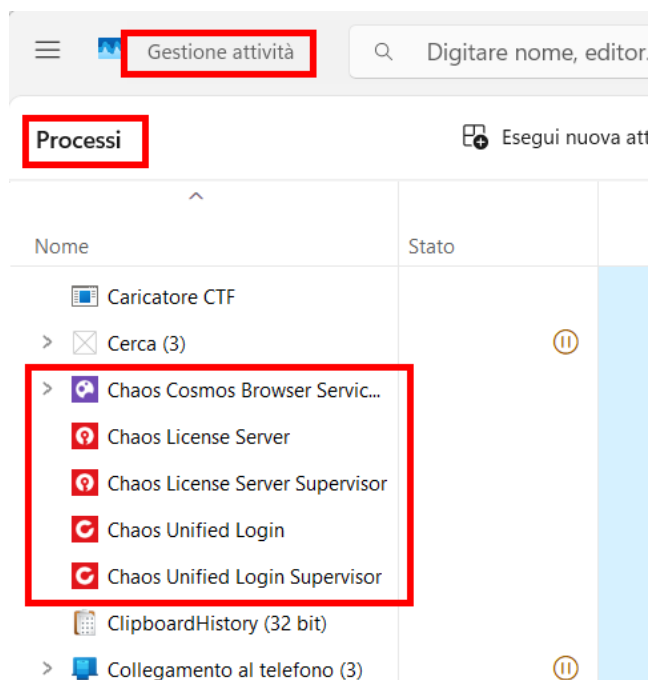 Gestione attività
Digitare nome, editor.
Processi
Esegui nuova att
Nome
Stato
Caricatore CTF
Cerca (3)
Chaos Cosmos Browser Servic...
Chaos License Server
Chaos License Server Supervisor
Chaos Unified Login
Chaos Unified Login Supervisor
ClipboardHistory (32 bit)
Collegamento al telefono (3)